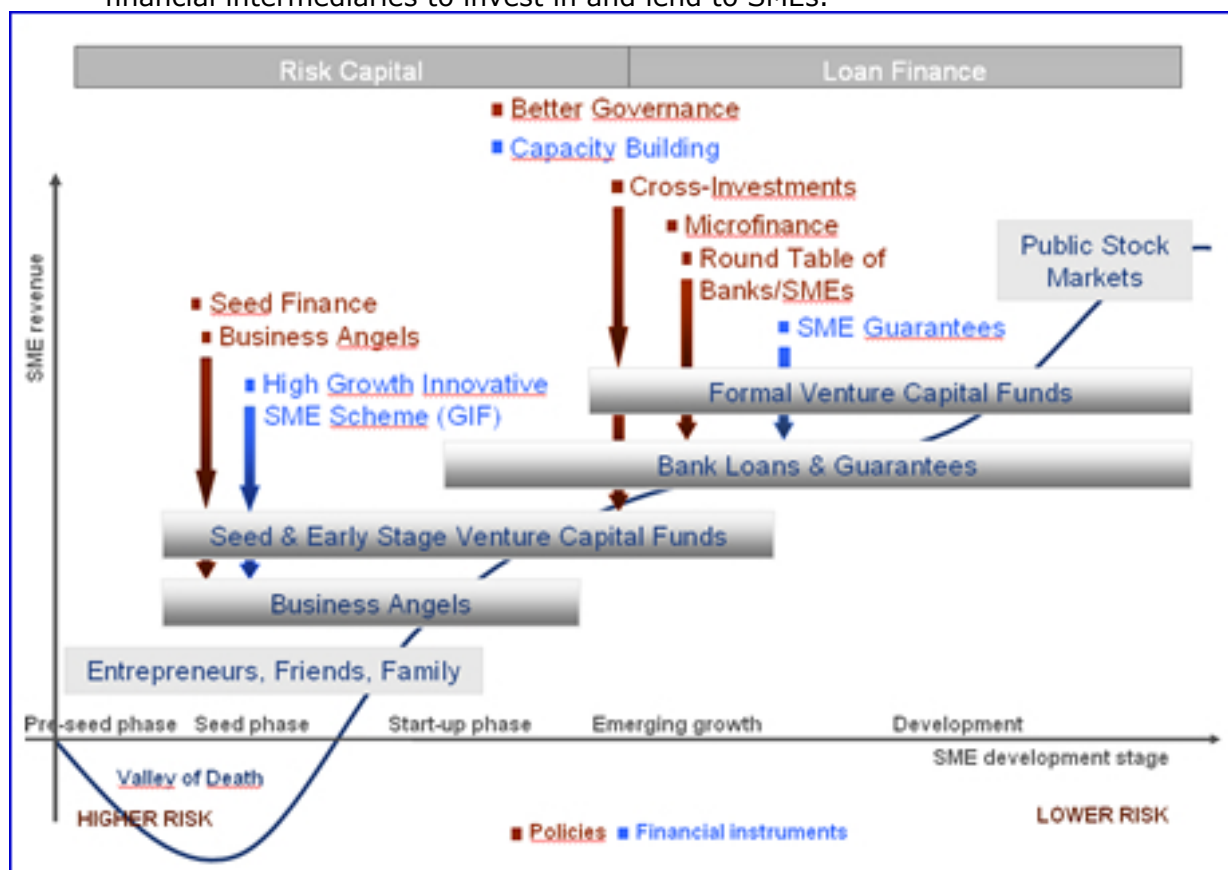 financial intermediaries to invest in and lend to SMEs.
Risk Capital
Loan Finance
Better Governance
Capacity Building
Cross-Investments
Microfinance
Round Table of
Banks/SMEs
Public Stock
Markets
SME revenue
Seed Finance
Business Angels
SME Guarantees
High Growth Innovative
SME Scheme (GIF)
Formal Venture Capital Funds
Bank Loans & Guarantees
Seed & Early Stage Venture Capital Funds
Business Angels
Entrepreneurs, Friends, Family
Pre-seed phase
Seed phase
Start-up phase
Emerging growth
Development
SME development stage
Valley of Death
HIGHER RISK
LOWER RISK
Policies
Financial instruments